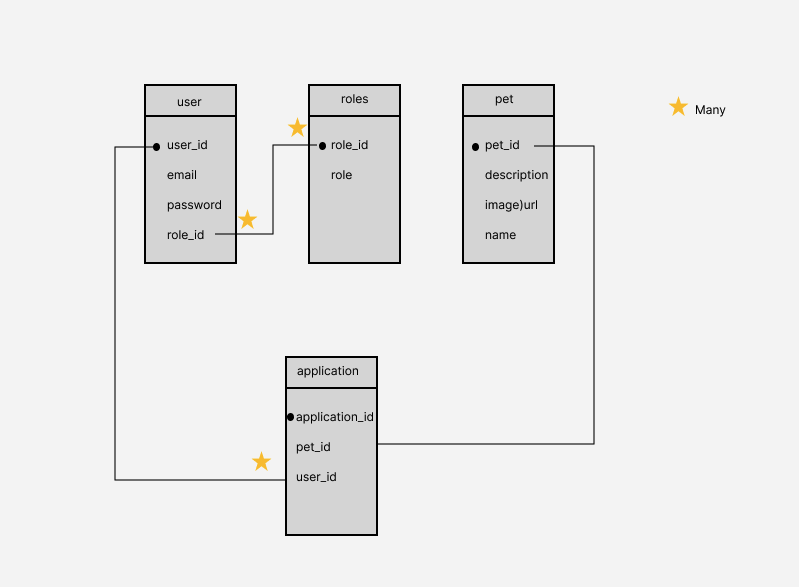 user
user_id
email
password
role_id
roles
role_id
role
pet
pet_id
description
image)url
name
Many
application
application_id
pet_id
user_id